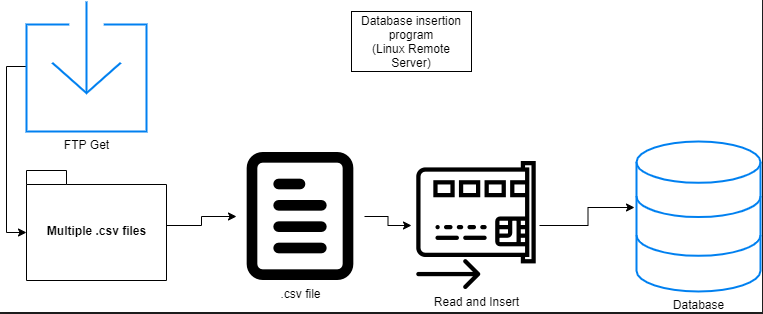 Database insertion
program
(Linux Remote
Server)
FTP Get
Multiple .csv files
.csv file
Read and Insert
Database